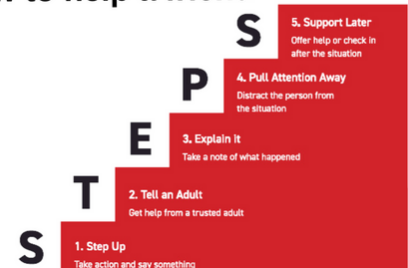 S
5. Support Later
Offer help or check in
after the situation
P
4. Pull Attention Away
Distract the person from
the situation
E
3. Explain it
Take a note of what happened
T
2. Tell an Adult
Get help from a trusted adult
S
1. Step Up
Take action and say something